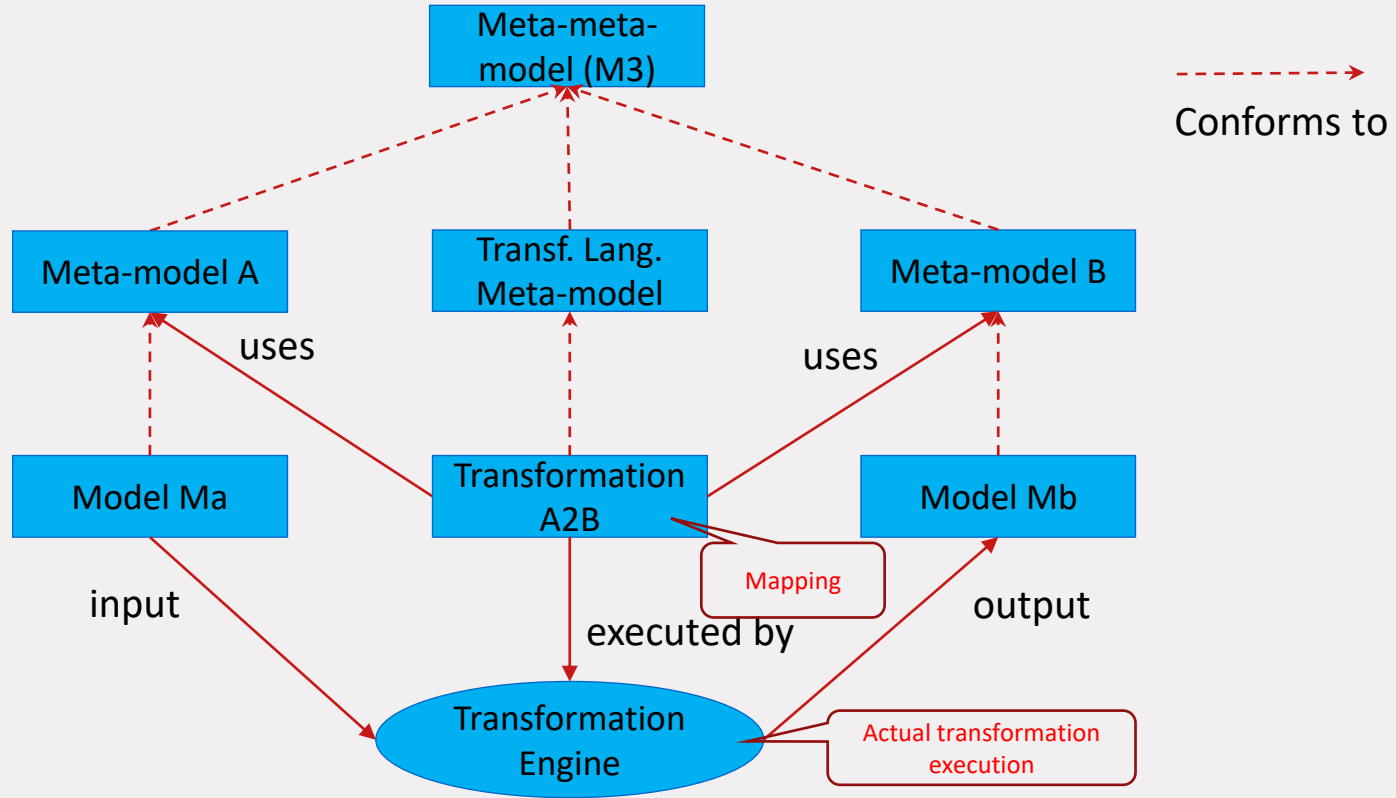 Meta-meta-
model (M3)
Conforms to
Meta-model A
Transf. Lang.
Meta-model
Meta-model B
uses
uses
Model Ma
Transformation
A2B
Model Mb
Mapping
input
output
executed by
Transformation
Engine
Actual transformation
execution